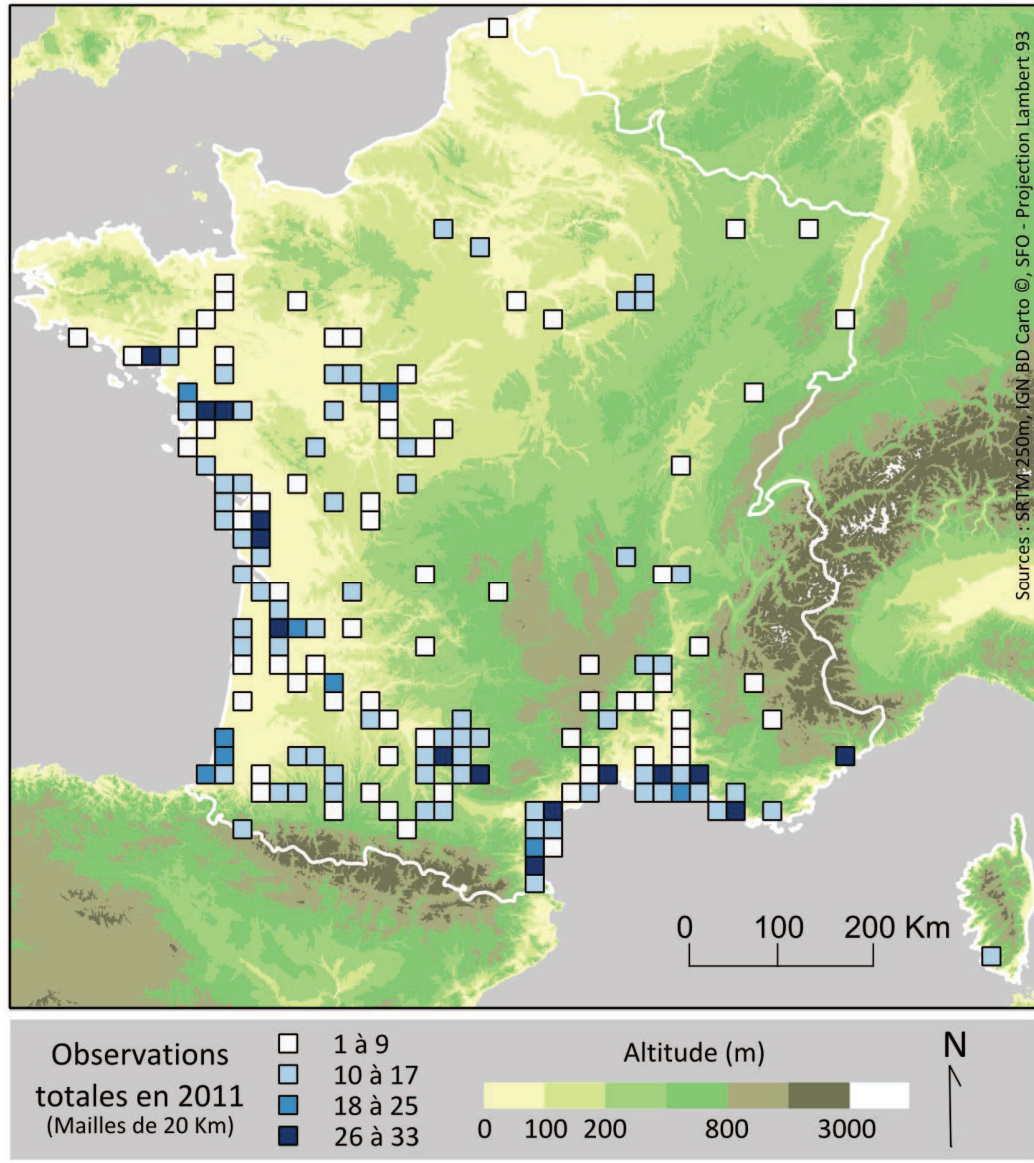 Sources : SRTM 250m, IGN BD Carto ©, SFO - Projection Lambert 93
0 100 200 Km
Observations
totales en 2011
(Mailles de 20 Km)
1 à 9
10 à 17
18 à 25
26 à 33
Altitude (m)
0 100 200 800 3000
N